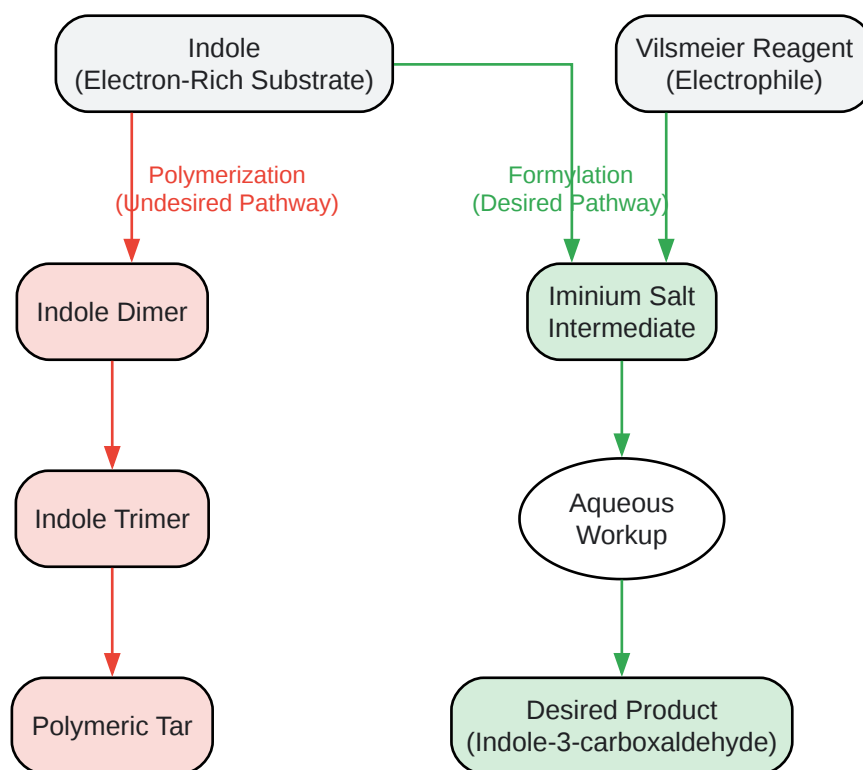 Indole
(Electron-Rich Substrate)
Vilsmeier Reagent
(Electrophile)
Polymerization
(Undesired Pathway)
Formylation
(Desired Pathway)
Indole Dimer
Iminium Salt
Intermediate
Indole Trimer
Aqueous
Workup
Polymeric Tar
Desired Product
(Indole-3-carboxaldehyde)